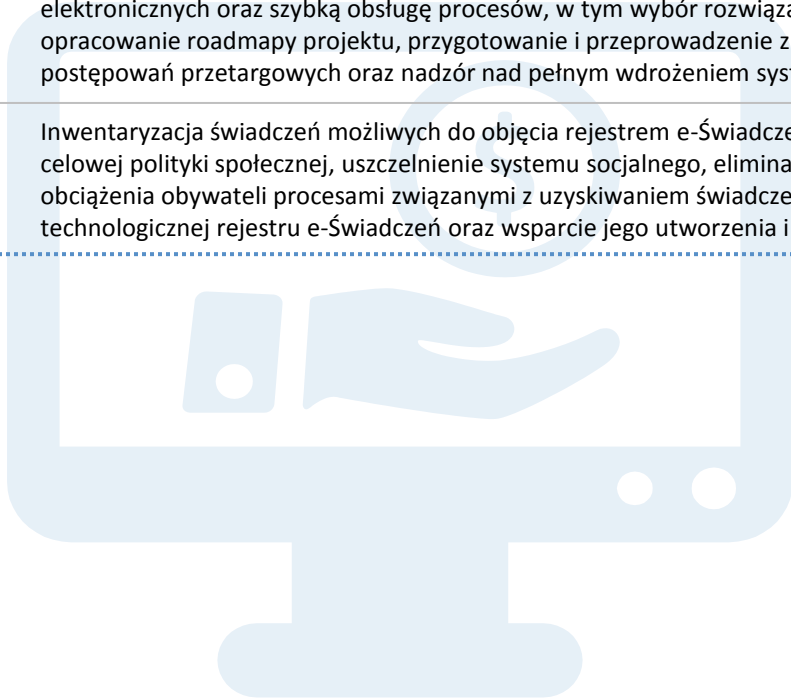 elektronicznych oraz szybką obsługę procesów, w tym wybór rozwiąza
opracowanie roadmapy projektu, przygotowanie i przeprowadzenie z
postępowań przetargowych oraz nadzór nad pełnym wdrożeniem sys
Inwentaryzacja świadczeń możliwych do objęcia rejestrem e-Świadcze
celowej polityki społecznej, uszczelnienie systemu socjalnego, elimina
obciążenia obywateli procesami związanymi z uzyskiwaniem świadcze
technologicznej rejestru e-Świadczeń oraz wsparcie jego utworzenia i
$